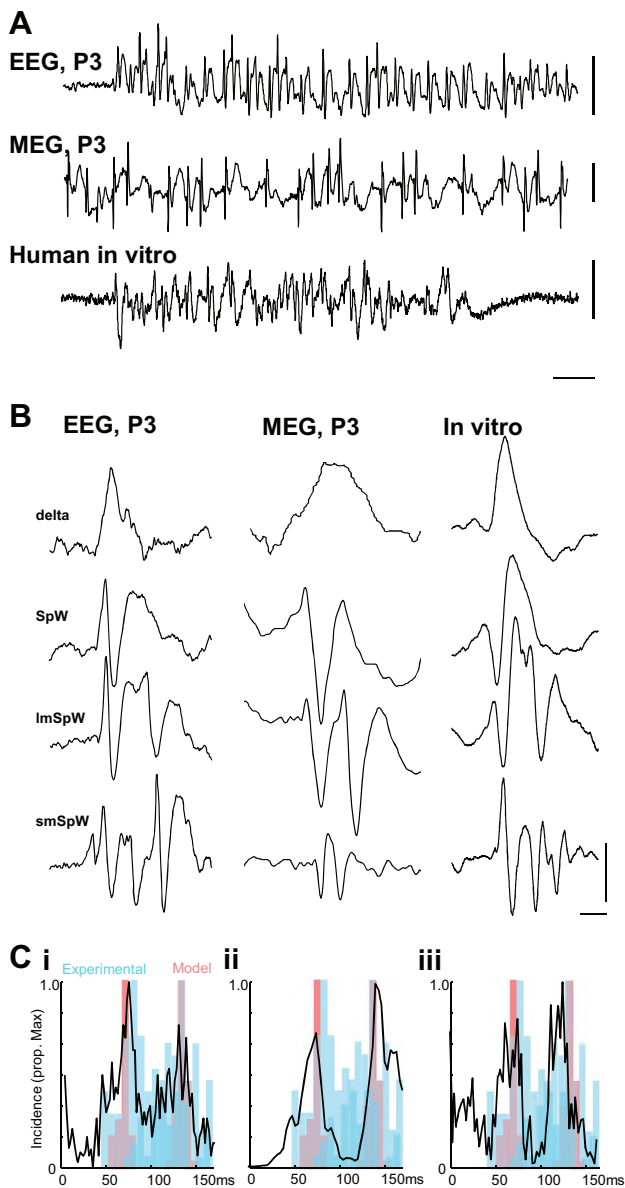 A
EEG, P3
MEG, P3
Human in vitro
B
EEG, P3 MEG, P3 In vitro
delta
SpW
lmSpW
smSpW
C i ii iii
Experimental Model
1.0 1.0 1.0
Incidence (prop. Max)
0
0 50 100 150ms 0 50 100 150ms 0 50 100 150ms